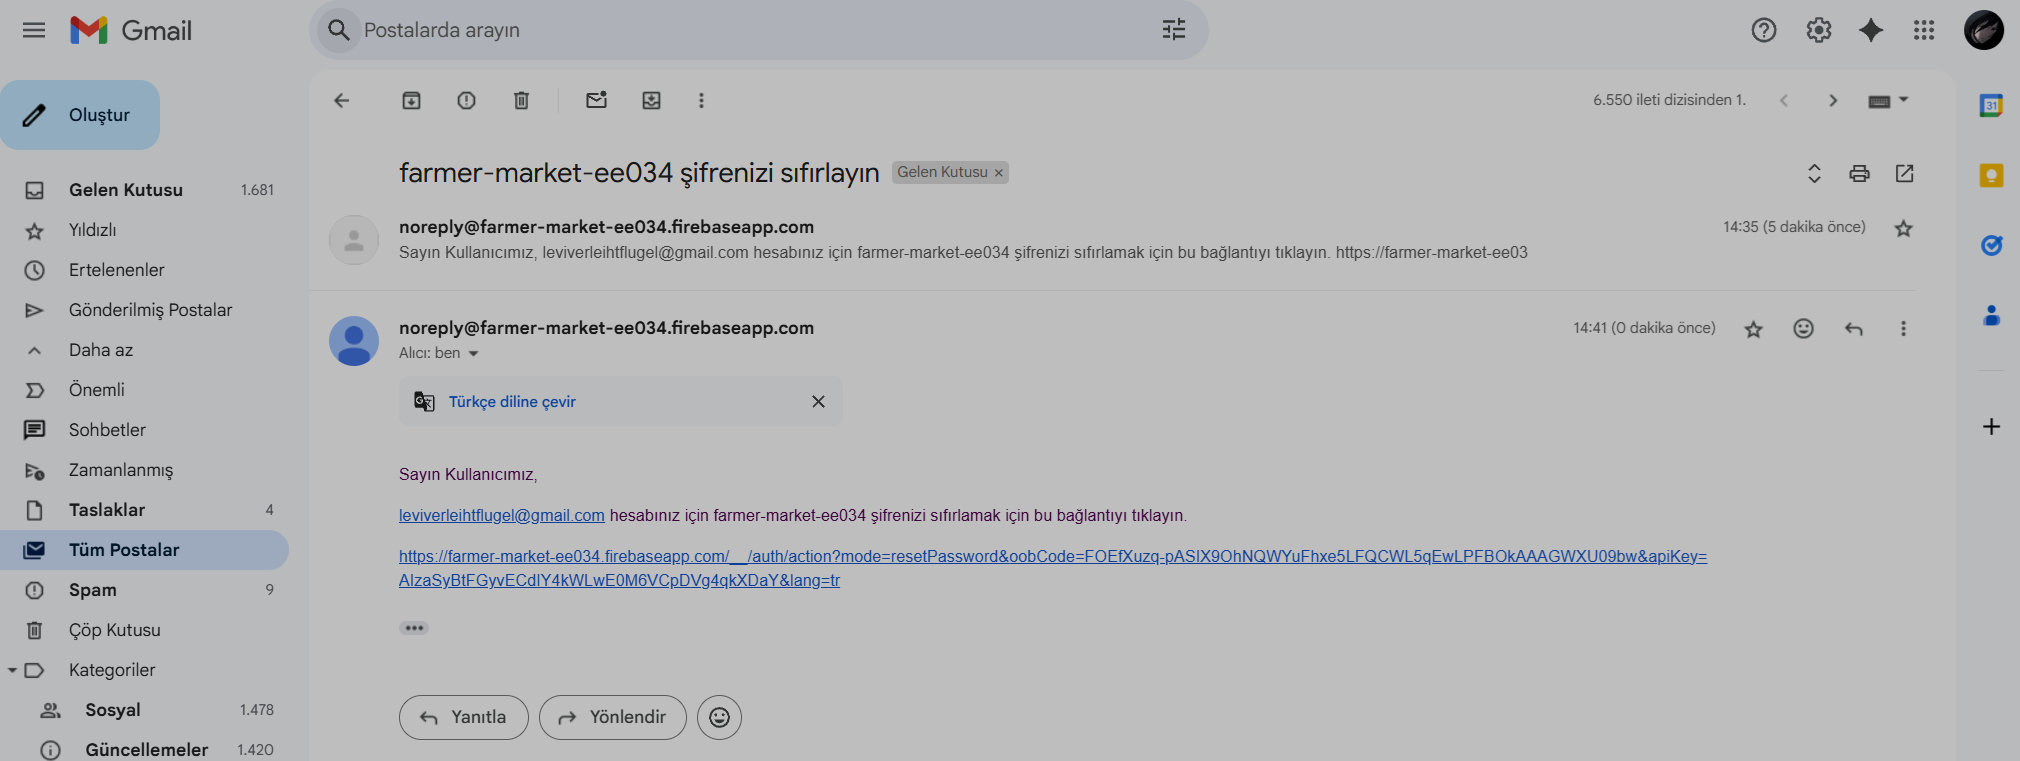 Gmail
Postalarda arayın
Oluştur
Gelen Kutusu 1.681
Yıldızlı
Ertelenenler
Gönderilmiş Postalar
Daha az
Önemli
Sohbetler
Zamanlanmış
Taslaklar 4
Tüm Postalar
Spam 9
Çöp Kutusu
Kategoriler
Sosyal 1.478
Güncellemeler 1.420
6.550 ileti dizisinden 1.
farmer-market-ee034 şifrenizi sıfırlayın Gelen Kutusu ×
noreply@farmer-market-ee034.firebaseapp.com 14:35 (5 dakika önce)
Sayın Kullanıcımız, leviverleihtflugel@gmail.com hesabınız için farmer-market-ee034 şifrenizi sıfırlamak için bu bağlantıyı tıklayın. https://farmer-market-ee03
noreply@farmer-market-ee034.firebaseapp.com 14:41 (0 dakika önce)
Alıcı: ben
Türkçe diline çevir
Sayın Kullanıcımız,
leviverleihtflugel@gmail.com hesabınız için farmer-market-ee034 şifrenizi sıfırlamak için bu bağlantıyı tıklayın.
https://farmer-market-ee034.firebaseapp.com/__/auth/action?mode=resetPassword&oobCode=FOEfXuzq-pASIX9OhNQWYuFhxe5LFQCWL5qEwLPFBOkAAAGWXU09bw&apiKey=
AIzaSyBtFGyvECdIY4kWLwE0M6VCpDVg4qkXDaY&lang=tr
Yanıtla
Yönlendir
31